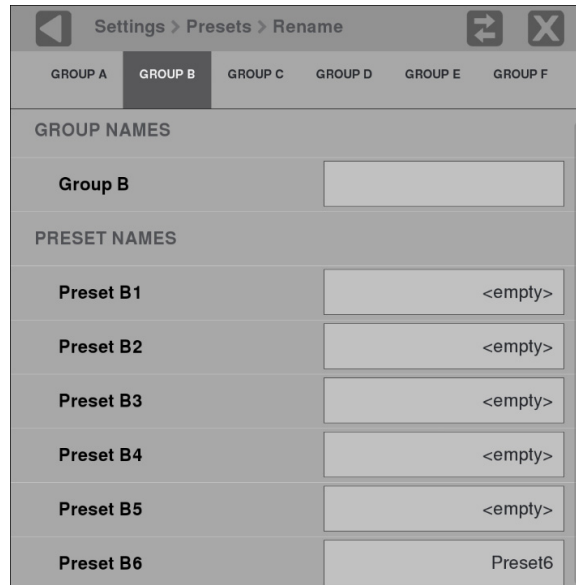 Settings > Presets > Rename
GROUP A GROUP B GROUP C GROUP D GROUP E GROUP F
GROUP NAMES
Group B
PRESET NAMES
Preset B1 <empty>
Preset B2 <empty>
Preset B3 <empty>
Preset B4 <empty>
Preset B5 <empty>
Preset B6 Preset6